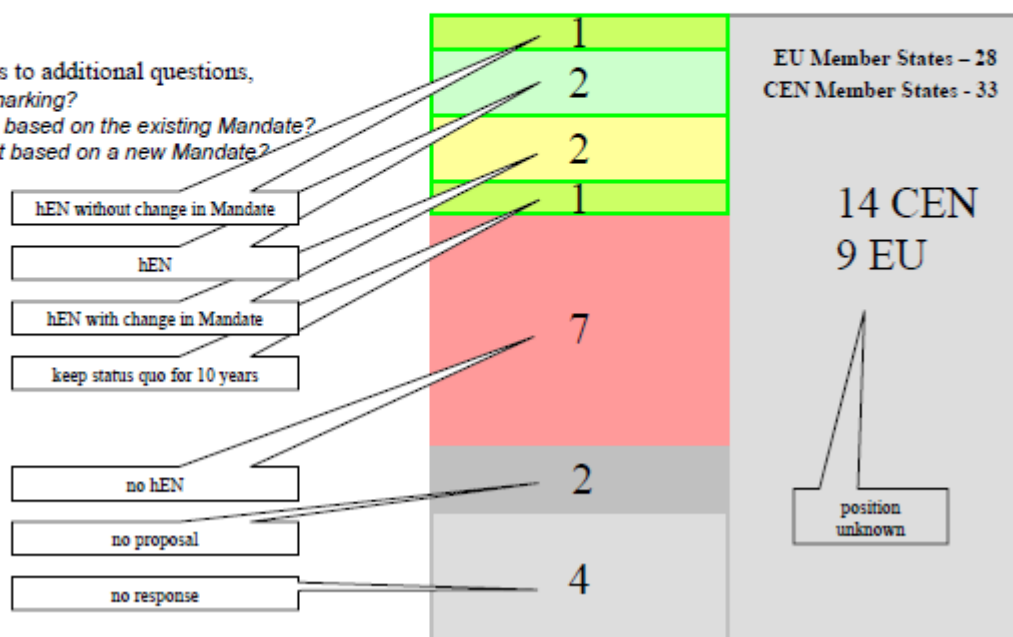 s to additional questions,
marking?
based on the existing Mandate?
t based on a new Mandate?
hEN without change in Mandate
hEN
hEN with change in Mandate
keep status quo for 10 years
no hEN
no proposal
no response
1
2
2
1
7
2
4
EU Member States – 28
CEN Member States - 33
14 CEN
9 EU
position
unknown